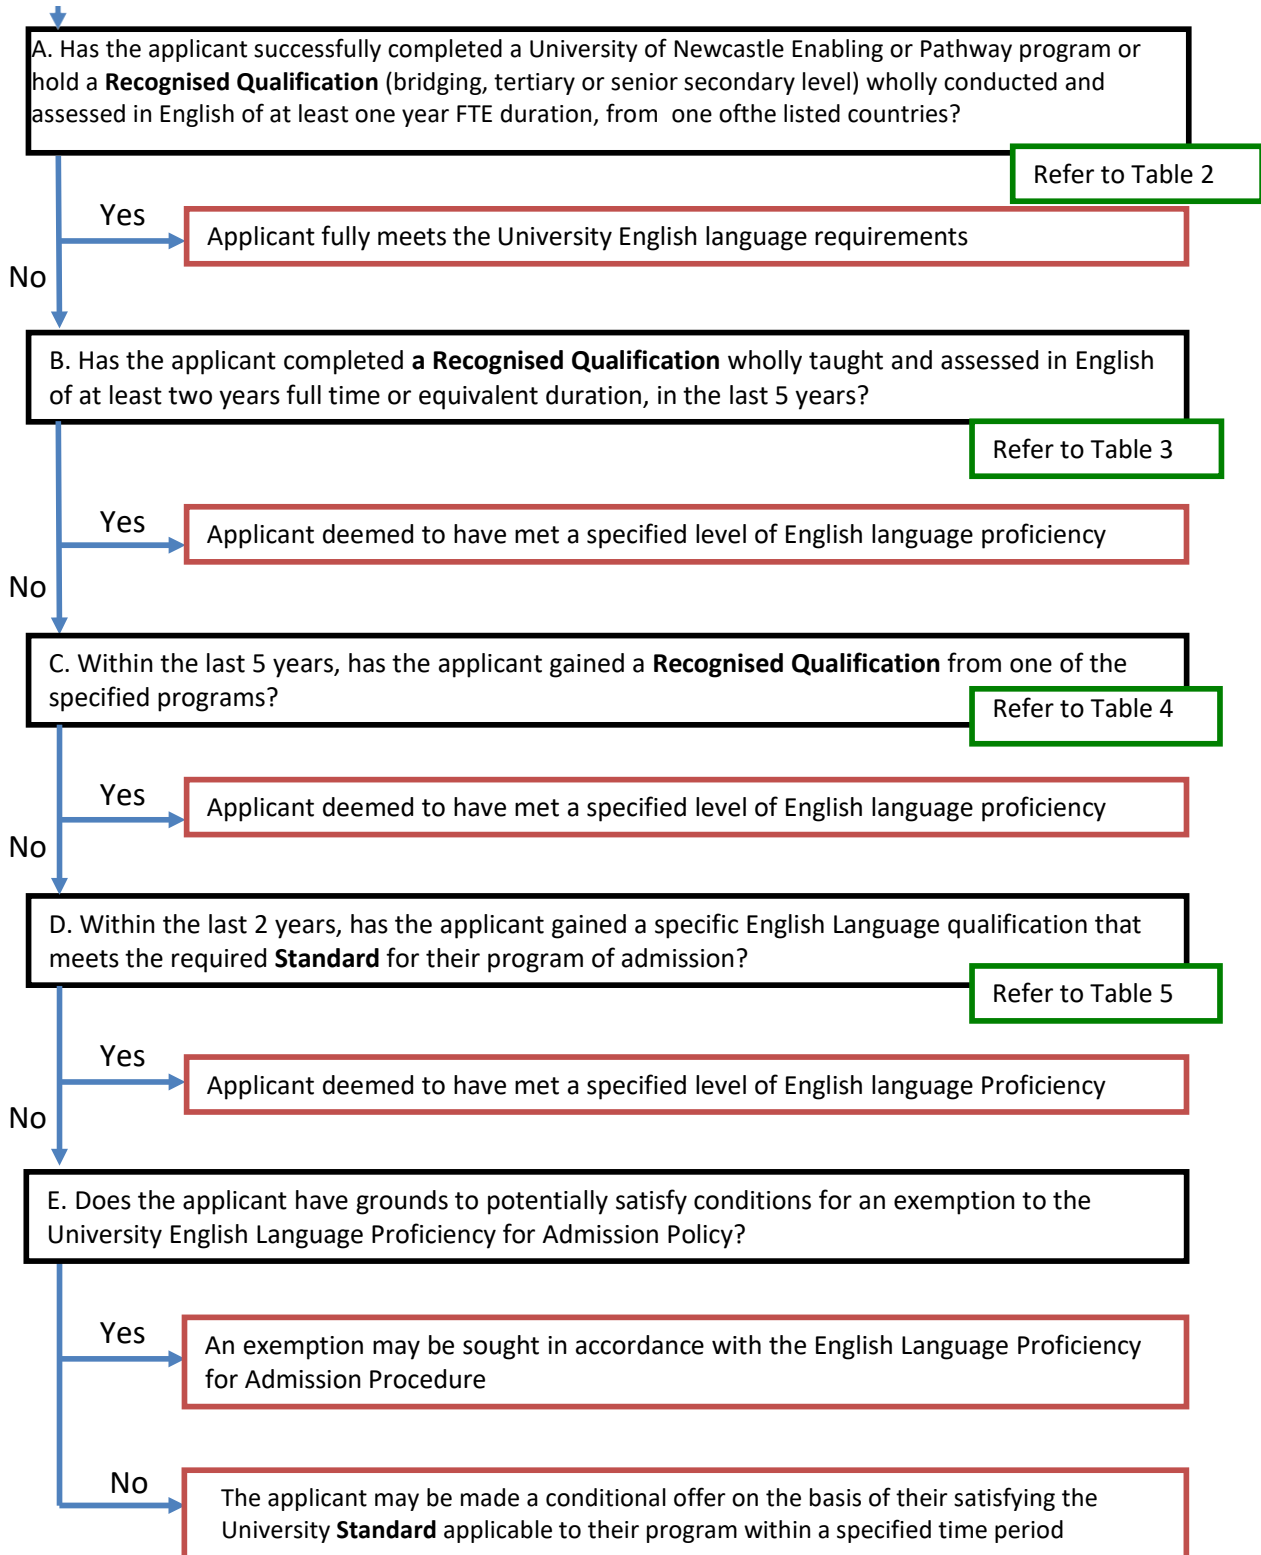 A. Has the applicant successfully completed a University of Newcastle Enabling or Pathway program or
hold a Recognised Qualification (bridging, tertiary or senior secondary level) wholly conducted and
assessed in English of at least one year FTE duration, from one ofthe listed countries?
Refer to Table 2
Yes
Applicant fully meets the University English language requirements
No
B. Has the applicant completed a Recognised Qualification wholly taught and assessed in English
of at least two years full time or equivalent duration, in the last 5 years?
Refer to Table 3
Yes
Applicant deemed to have met a specified level of English language proficiency
No
C. Within the last 5 years, has the applicant gained a Recognised Qualification from one of the
specified programs?
Refer to Table 4
Yes
Applicant deemed to have met a specified level of English language proficiency
No
D. Within the last 2 years, has the applicant gained a specific English Language qualification that
meets the required Standard for their program of admission?
Refer to Table 5
Yes
Applicant deemed to have met a specified level of English language Proficiency
No
E. Does the applicant have grounds to potentially satisfy conditions for an exemption to the
University English Language Proficiency for Admission Policy?
Yes
An exemption may be sought in accordance with the English Language Proficiency
for Admission Procedure
No
The applicant may be made a conditional offer on the basis of their satisfying the
University Standard applicable to their program within a specified time period